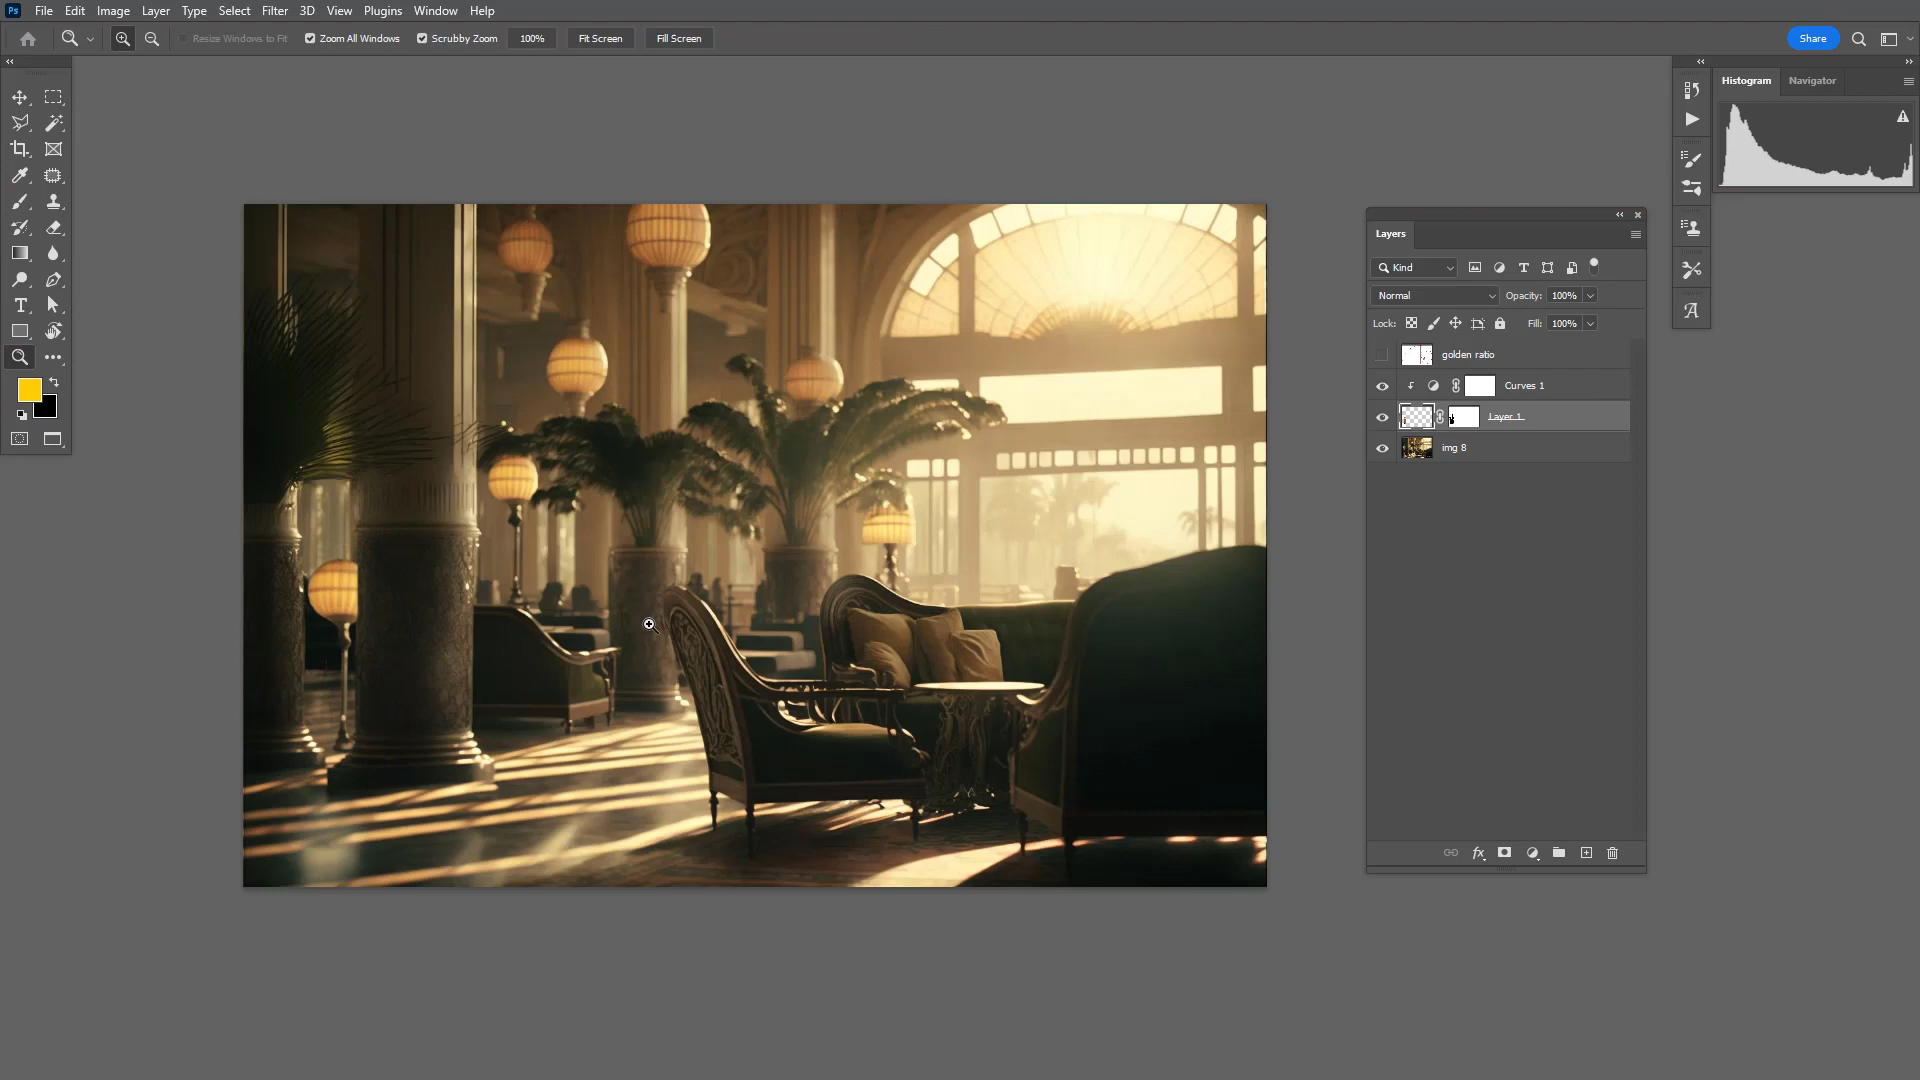 Ps File Edit Image Layer Type Select Filter 3D View Plugins Window Help
Resize Windows to Fit Zoom All Windows Scrubby Zoom 100% Fit Screen Fill Screen Share
Histogram Navigator
Layers
Kind
Normal Opacity: 100%
Lock: Fill: 100%
golden ratio
Curves 1
Layer 1
img 8
fx